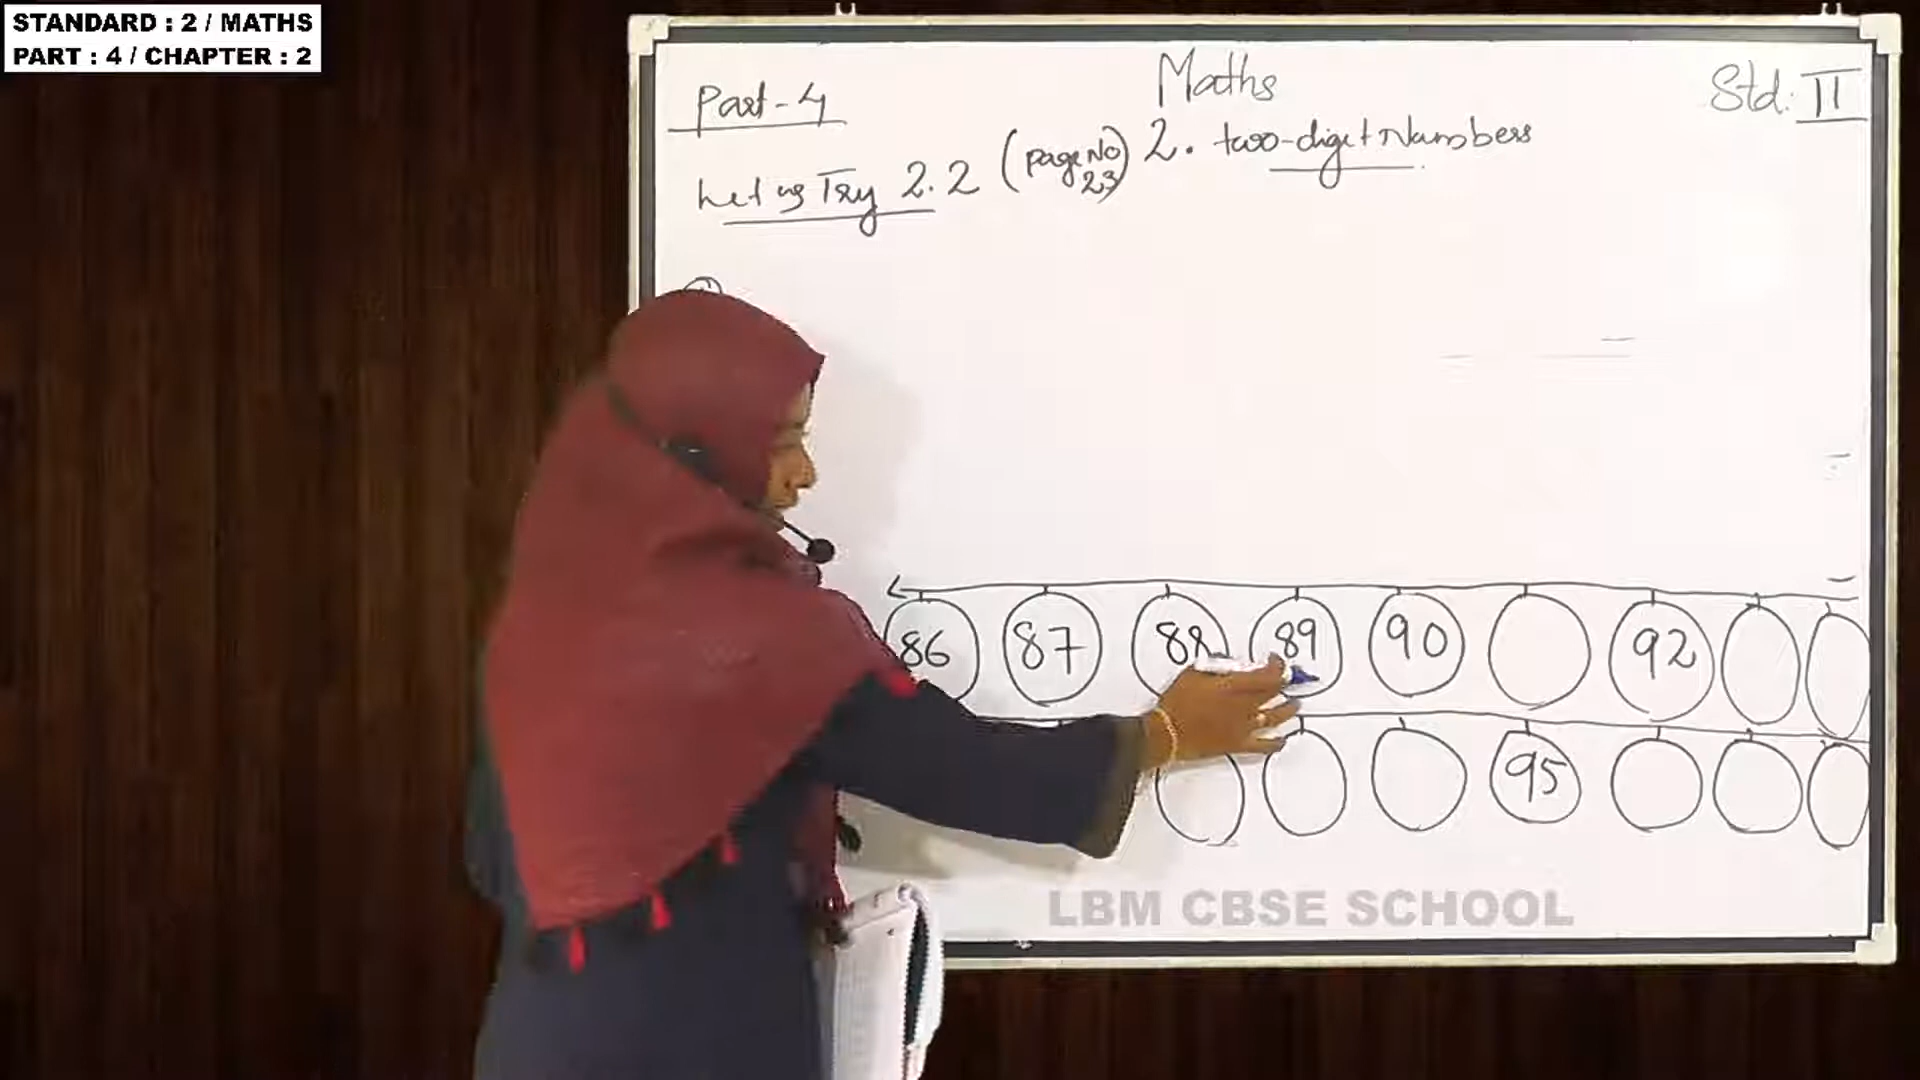 STANDARD : 2 / MATHS
PART : 4 / CHAPTER : 2
Maths
Std: II
Part-4
2. two-digit Numbers
Let us Try 2.2 (page No 23)
86 87 88 89 90 92
95
LBM CBSE SCHOOL